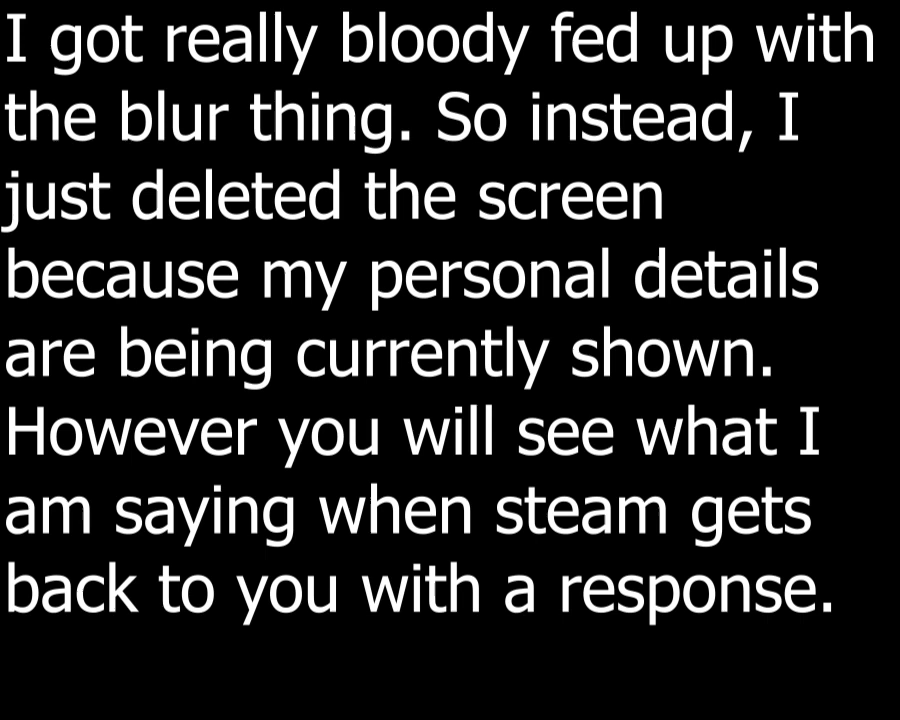 I got really bloody fed up with
the blur thing. So instead, I
just deleted the screen
because my personal details
are being currently shown.
However you will see what I
am saying when steam gets
back to you with a response.